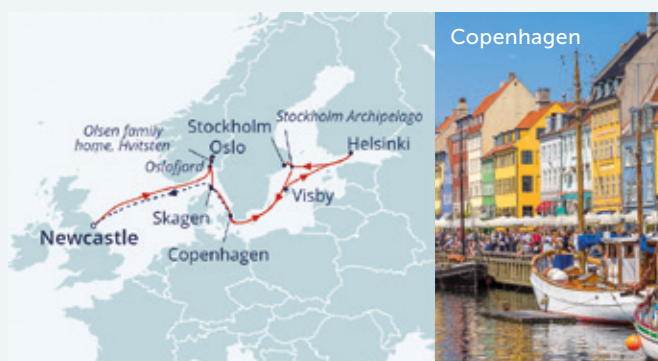 Copenhagen
Olsen family
home, Hvitsten
Oslofjord
Stockholm
Oslo
Stockholm Archipelago
Helsinki
Visby
Skagen
Newcastle
Copenhagen